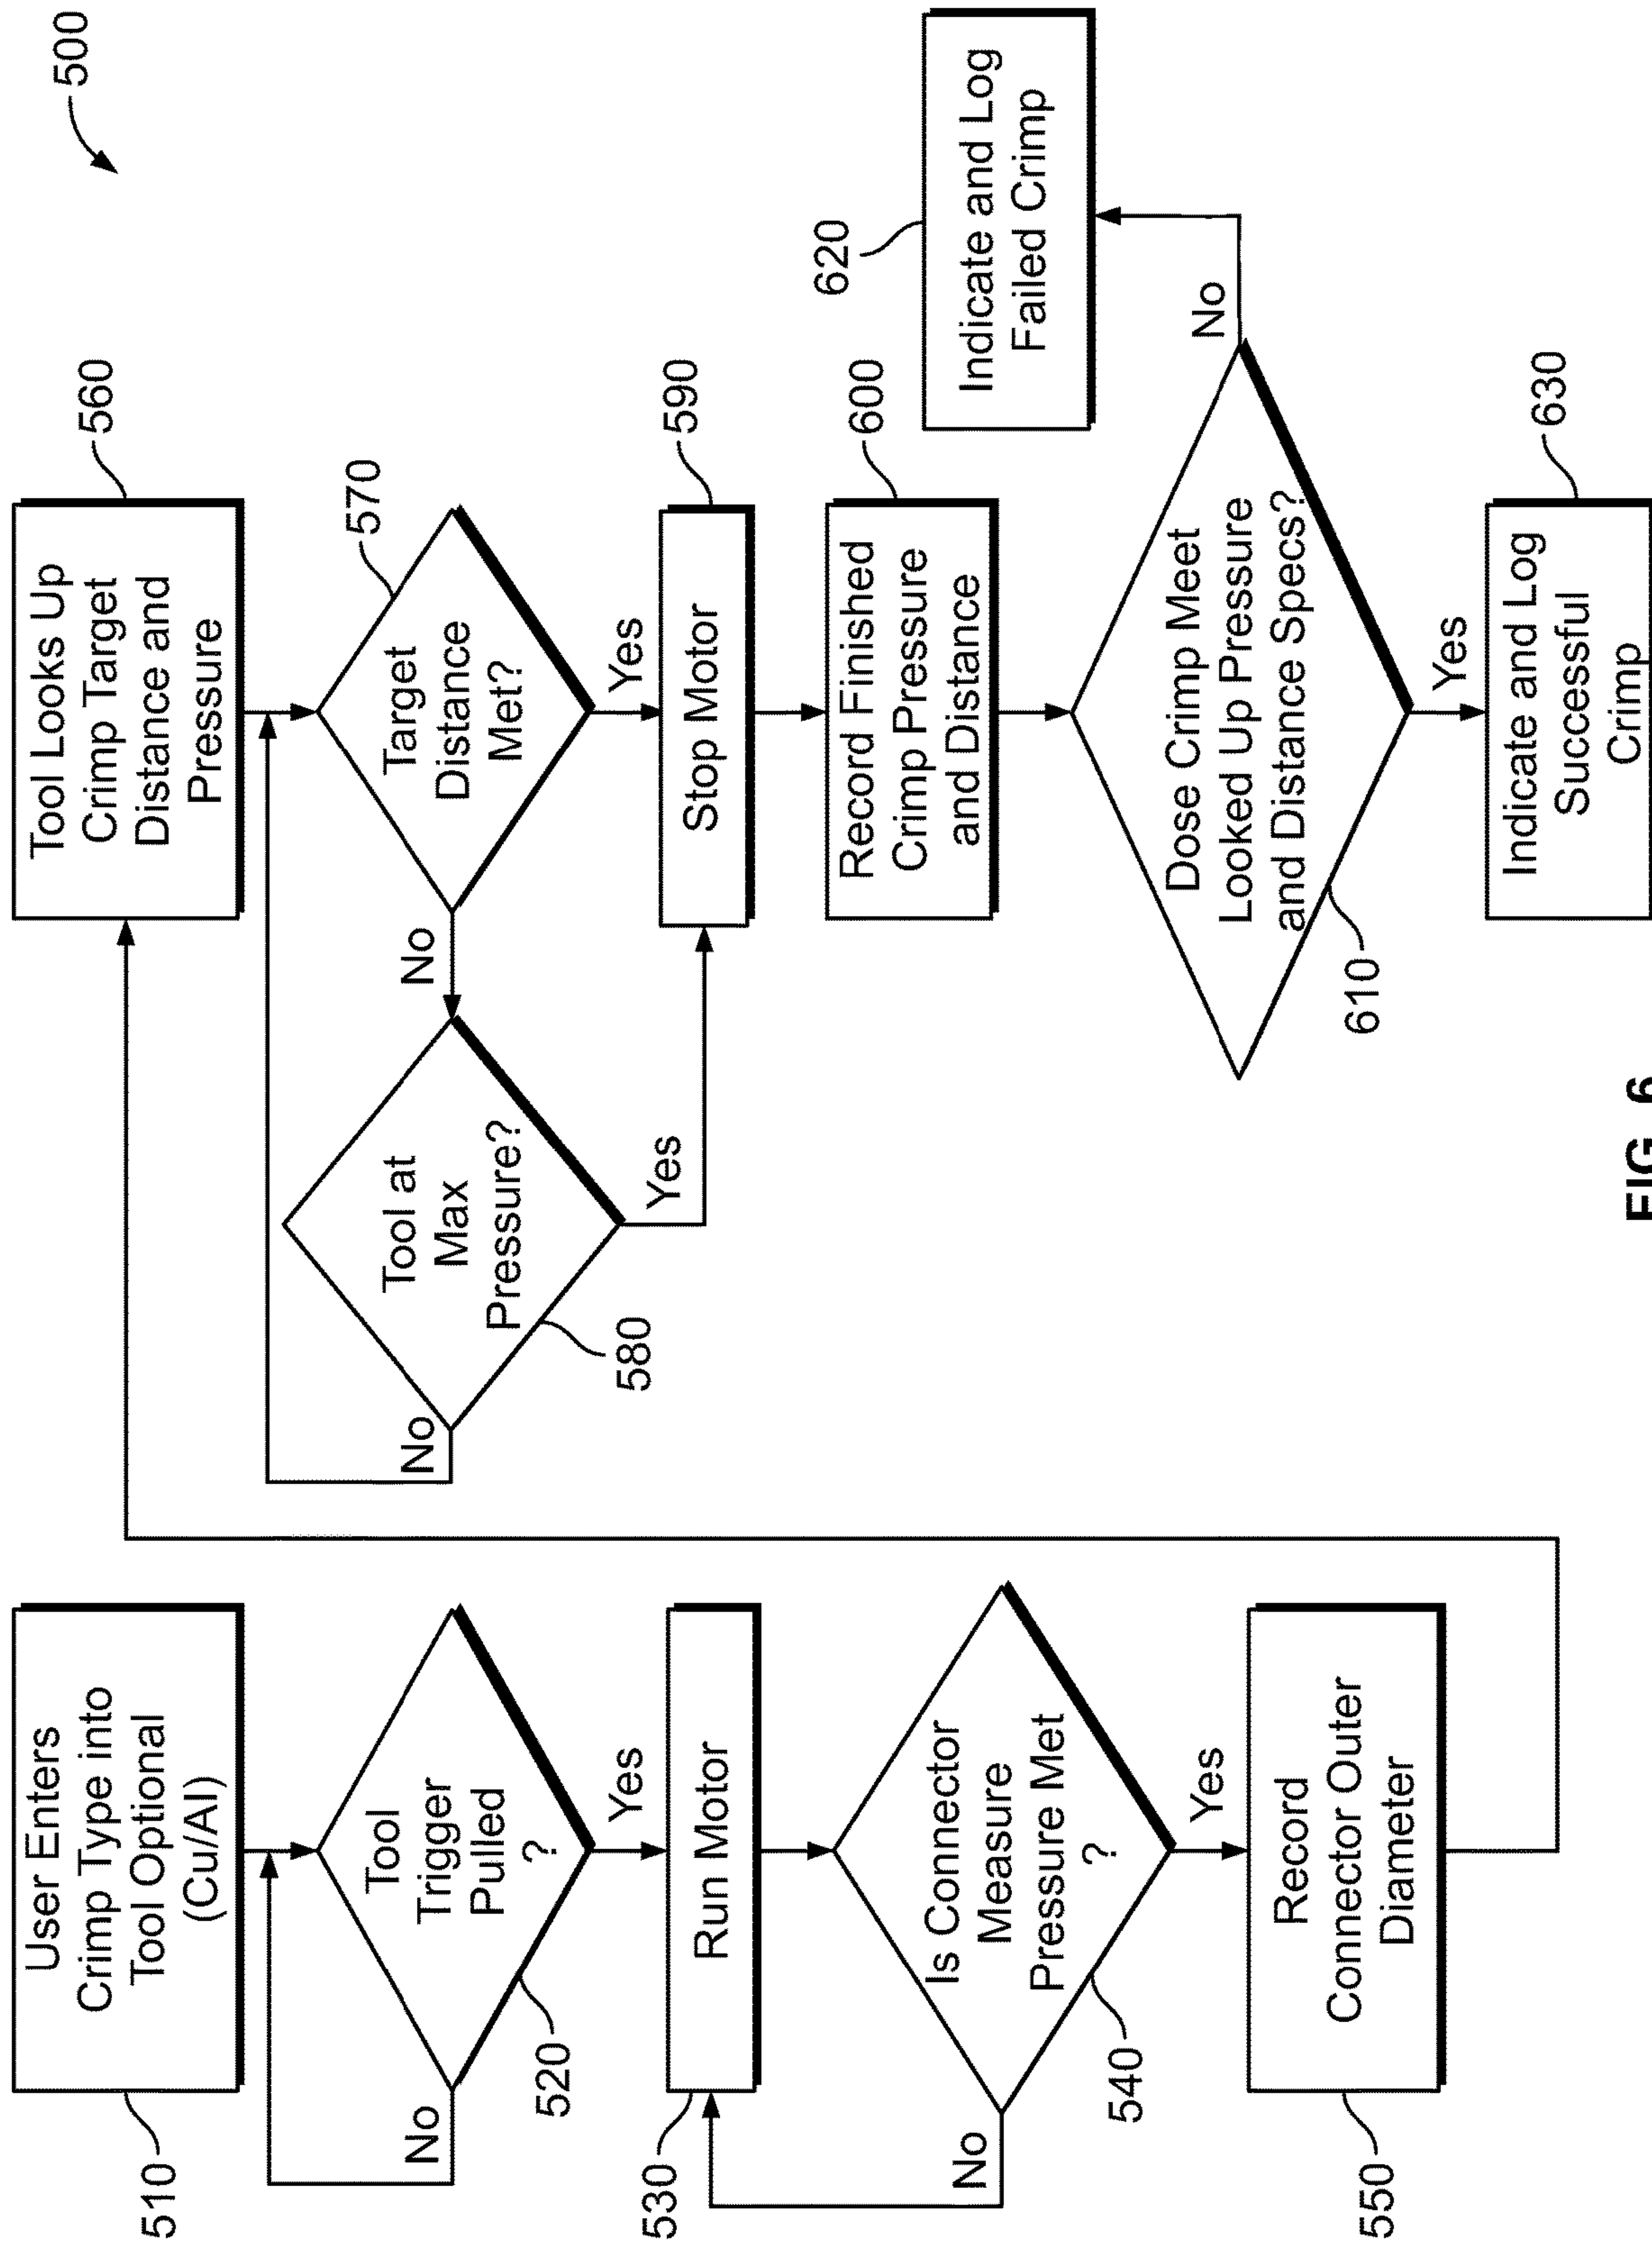 500
510
User Enters
Crimp Type into
Tool Optional
(Cu/Al)
520
Tool
Trigger
Pulled
?
No
Yes
530
Run Motor
540
Is Connector
Measure
Pressure Met
?
No
Yes
550
Record
Connector Outer
Diameter
560
Tool Looks Up
Crimp Target
Distance and
Pressure
570
Target
Distance
Met?
No
Yes
580
Tool at
Max
Pressure?
No
Yes
590
Stop Motor
600
Record Finished
Crimp Pressure
and Distance
610
Dose Crimp Meet
Looked Up Pressure
and Distance Specs?
No
Yes
620
Indicate and Log
Failed Crimp
630
Indicate and Log
Successful
Crimp
FIG. 6